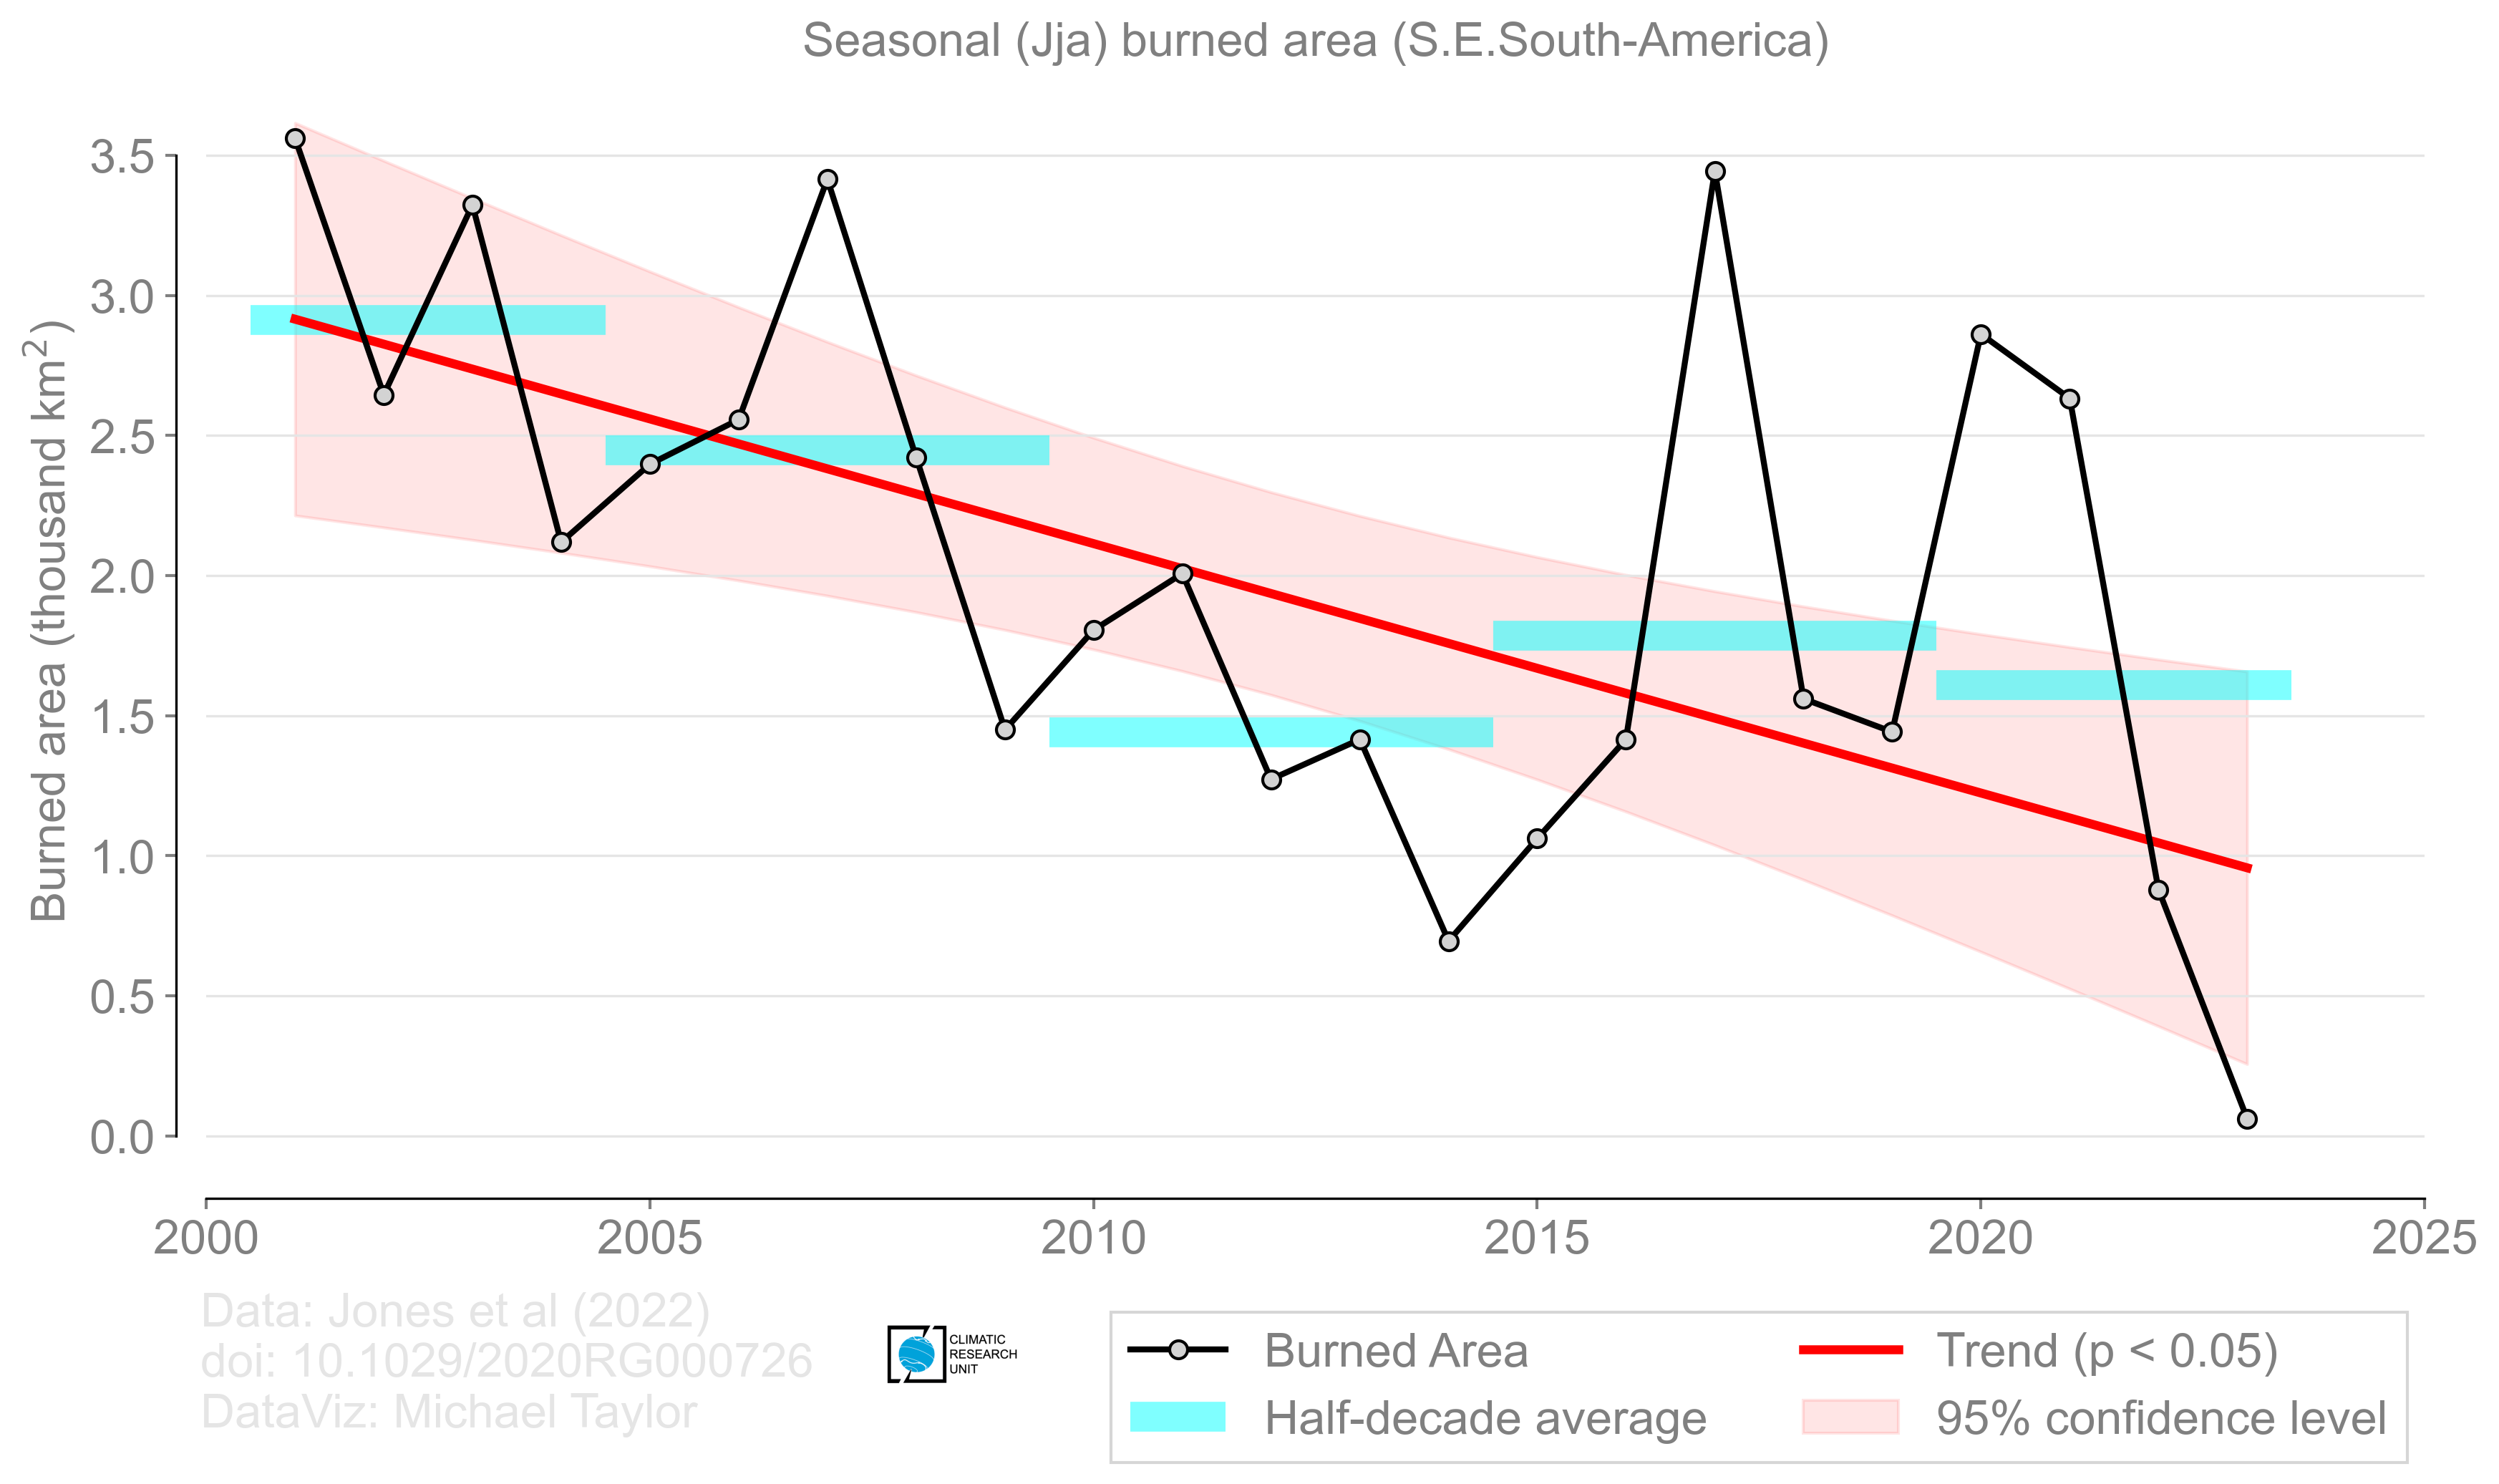 Seasonal (Jja) burned area (S.E.South-America)
Burned area (thousand km²)
3.5
3.0
2.5
2.0
1.5
1.0
0.5
0.0
2000 2005 2010 2015 2020 2025
Data: Jones et al (2022)
doi: 10.1029/2020RG000726
DataViz: Michael Taylor
CLIMATIC
RESEARCH
UNIT
Burned Area
Half-decade average
Trend (p < 0.05)
95% confidence level